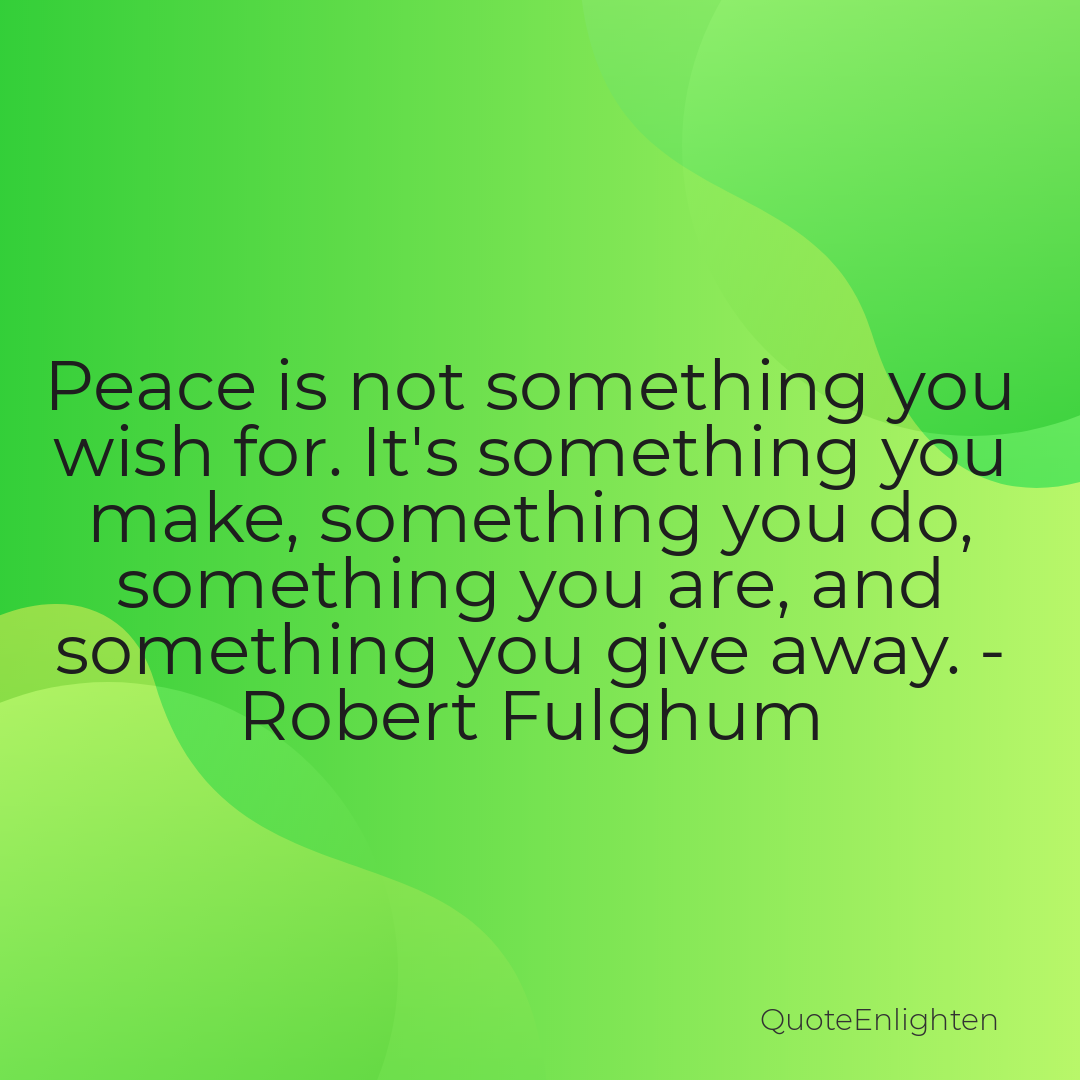 Peace is not something you
wish for. It's something you
make, something you do,
something you are, and
something you give away. -
Robert Fulghum
QuoteEnlighten